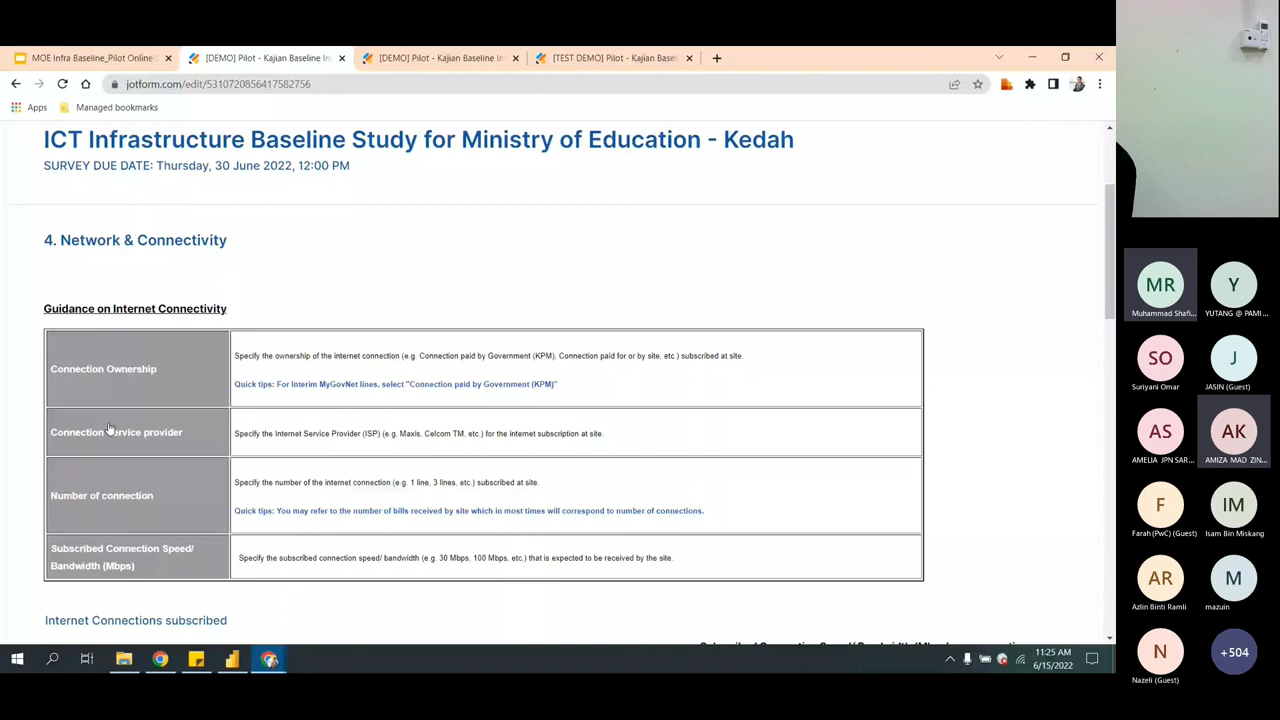 MOE Infra Baseline_Pilot Online
[DEMO] Pilot - Kajian Baseline In
[DEMO] Pilot - Kajian Baseline In
[TEST DEMO] Pilot - Kajian Basel
jotform.com/edit/5310720856417582756
Apps
Managed bookmarks
ICT Infrastructure Baseline Study for Ministry of Education - Kedah
SURVEY DUE DATE: Thursday, 30 June 2022, 12:00 PM
4. Network & Connectivity
Guidance on Internet Connectivity
Connection Ownership
Specify the ownership of the internet connection (e.g. Connection paid by Government (KPM), Connection paid for or by site, etc.) subscribed at site.
Quick tips: For Interim MyGovNet lines, select "Connection paid by Government (KPM)"
Connection service provider
Specify the Internet Service Provider (ISP) (e.g. Maxis, Celcom TM, etc.) for the internet subscription at site.
Number of connection
Specify the number of the internet connection (e.g. 1 line, 3 lines, etc.) subscribed at site.
Quick tips: You may refer to the number of bills received by site which in most times will correspond to number of connections.
Subscribed Connection Speed/
Bandwidth (Mbps)
Specify the subscribed connection speed/ bandwidth (e.g. 30 Mbps, 100 Mbps, etc.) that is expected to be received by the site.
Internet Connections subscribed
11:25 AM
6/15/2022
MR
Muhammad Shafi...
Y
YUTANG @ PAMI ...
SO
Suriyani Omar
J
JASIN (Guest)
AS
AMELIA JPN SAR...
AK
AMIZA MAD ZIN...
F
Farah (PwC) (Guest)
IM
Isam Bin Miskang
AR
Azlin Binti Ramli
M
mazuin
N
Nazeli (Guest)
+504